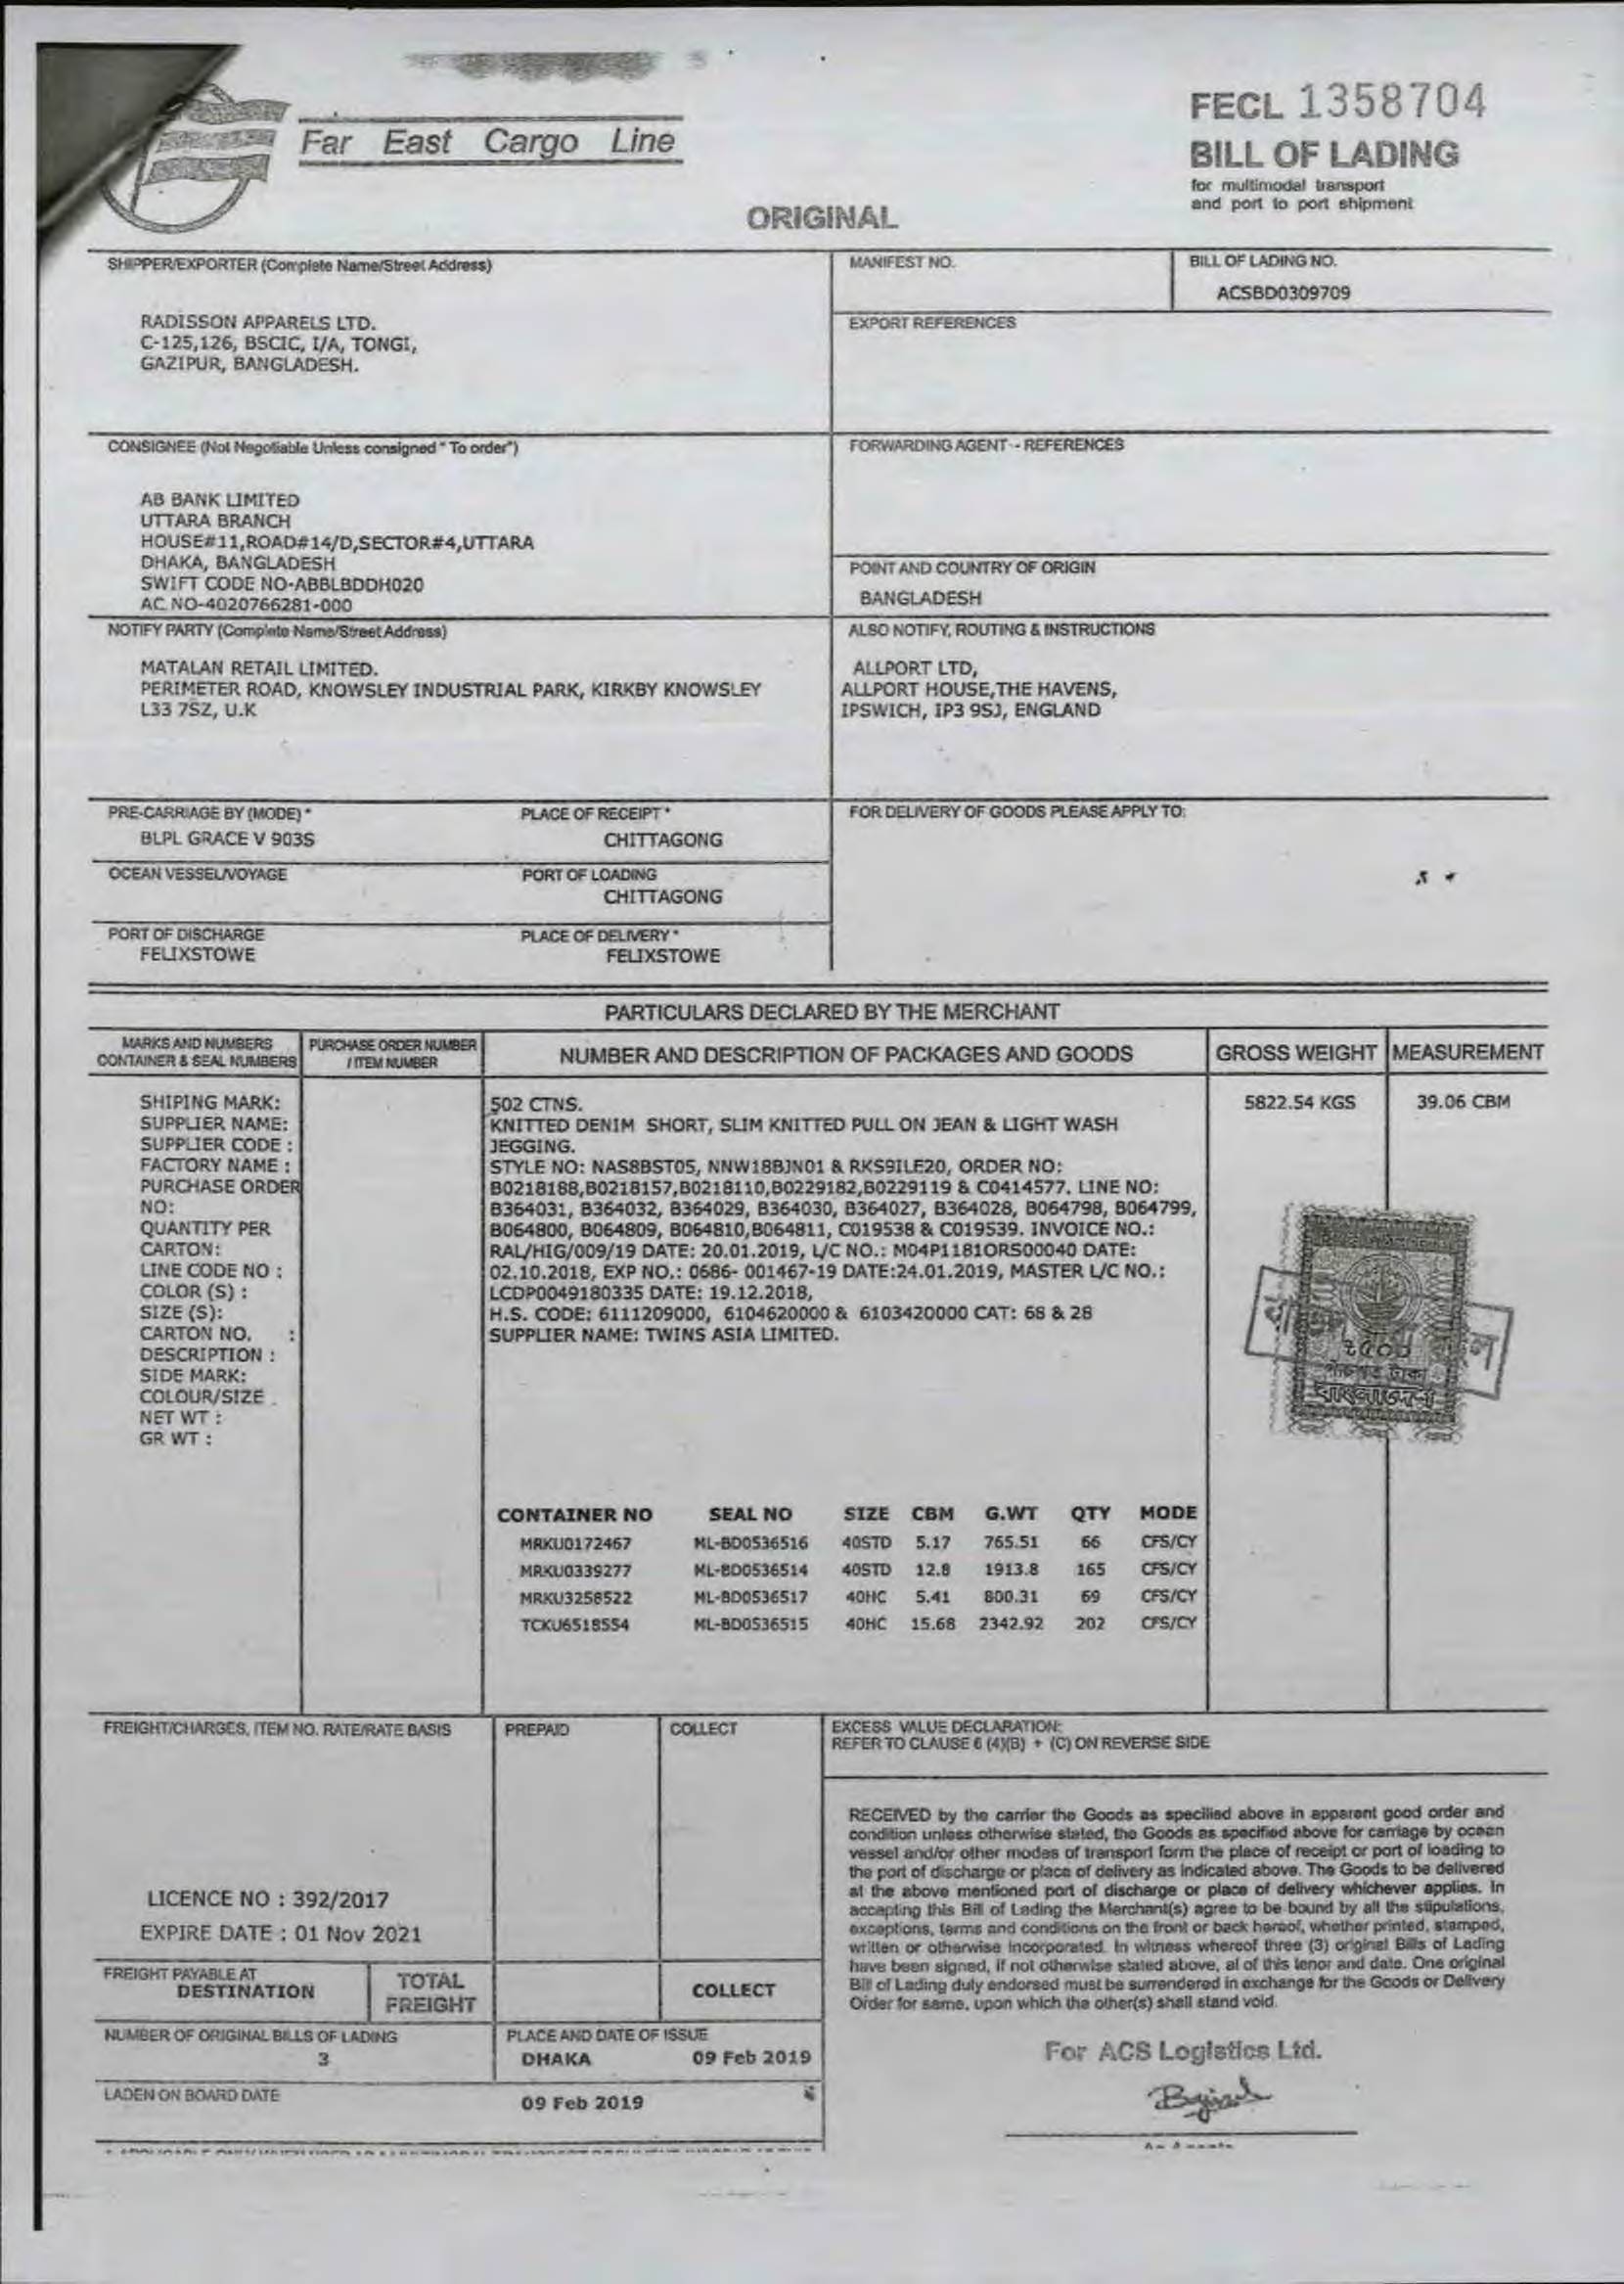 Far East Cargo Line
FECL 1358704
BILL OF LADING
for multimodal transport
and port to port shipment
ORIGINAL
SHIPPER/EXPORTER (Complete Name/Street Address)
RADISSON APPARELS LTD.
C-125,126, BSCIC, I/A, TONGI,
GAZIPUR, BANGLADESH.
MANIFEST NO.
BILL OF LADING NO.
ACSBD0309709
EXPORT REFERENCES
CONSIGNEE (Not Negotiable Unless consigned " To order")
AB BANK LIMITED
UTTARA BRANCH
HOUSE#11,ROAD#14/D,SECTOR#4,UTTARA
DHAKA, BANGLADESH
SWIFT CODE NO-ABBLBDDH020
AC NO-4020766281-000
FORWARDING AGENT - REFERENCES
POINT AND COUNTRY OF ORIGIN
BANGLADESH
NOTIFY PARTY (Complete Name/Street Address)
MATALAN RETAIL LIMITED.
PERIMETER ROAD, KNOWSLEY INDUSTRIAL PARK, KIRKBY KNOWSLEY
L33 7SZ, U.K
ALSO NOTIFY, ROUTING & INSTRUCTIONS
ALLPORT LTD,
ALLPORT HOUSE,THE HAVENS,
IPSWICH, IP3 9SJ, ENGLAND
PRE-CARRIAGE BY (MODE) *
BLPL GRACE V 903S
PLACE OF RECEIPT *
CHITTAGONG
FOR DELIVERY OF GOODS PLEASE APPLY TO:
OCEAN VESSEL/VOYAGE
PORT OF LOADING
CHITTAGONG
PORT OF DISCHARGE
FELIXSTOWE
PLACE OF DELIVERY *
FELIXSTOWE
PARTICULARS DECLARED BY THE MERCHANT
MARKS AND NUMBERS
CONTAINER & SEAL NUMBERS
PURCHASE ORDER NUMBER
/ ITEM NUMBER
NUMBER AND DESCRIPTION OF PACKAGES AND GOODS
GROSS WEIGHT
MEASUREMENT
SHIPING MARK:
SUPPLIER NAME:
SUPPLIER CODE :
FACTORY NAME :
PURCHASE ORDER
NO:
QUANTITY PER
CARTON:
LINE CODE NO :
COLOR (S) :
SIZE (S):
CARTON NO. :
DESCRIPTION :
SIDE MARK:
COLOUR/SIZE
NET WT :
GR WT :
502 CTNS.
KNITTED DENIM SHORT, SLIM KNITTED PULL ON JEAN & LIGHT WASH
JEGGING.
STYLE NO: NAS8BST05, NNW18BJN01 & RKS9ILE20, ORDER NO:
B0218188,B0218157,B0218110,B0229182,B0229119 & C0414577. LINE NO:
B364031, B364032, B364029, B364030, B364027, B364028, B064798, B064799,
B064800, B064809, B064810,B064811, C019538 & C019539. INVOICE NO.:
RAL/HIG/009/19 DATE: 20.01.2019, L/C NO.: M04P1181ORS00040 DATE:
02.10.2018, EXP NO.: 0686- 001467-19 DATE:24.01.2019, MASTER L/C NO.:
LCDP0049180335 DATE: 19.12.2018,
H.S. CODE: 6111209000, 6104620000 & 6103420000 CAT: 68 & 28
SUPPLIER NAME: TWINS ASIA LIMITED.
5822.54 KGS
39.06 CBM
বাংলাদেশ
CONTAINER NO SEAL NO SIZE CBM G.WT QTY MODE
MRKU0172467 ML-BD0536516 40STD 5.17 765.51 66 CFS/CY
MRKU0339277 ML-BD0536514 40STD 12.8 1913.8 165 CFS/CY
MRKU3258522 ML-BD0536517 40HC 5.41 800.31 69 CFS/CY
TCKU6518554 ML-BD0536515 40HC 15.68 2342.92 202 CFS/CY
FREIGHT/CHARGES, ITEM NO. RATE/RATE BASIS
PREPAID
COLLECT
EXCESS VALUE DECLARATION:
REFER TO CLAUSE 6 (4)(B) + (C) ON REVERSE SIDE
LICENCE NO : 392/2017
EXPIRE DATE : 01 Nov 2021
RECEIVED by the carrier the Goods as specified above in apparent good order and
condition unless otherwise stated, the Goods as specified above for carriage by ocean
vessel and/or other modes of transport form the place of receipt or port of loading to
the port of discharge or place of delivery as indicated above. The Goods to be delivered
at the above mentioned port of discharge or place of delivery whichever applies. In
accepting this Bill of Lading the Merchant(s) agree to be bound by all the stipulations,
exceptions, terms and conditions on the front or back hereof, whether printed, stamped,
written or otherwise incorporated. In witness whereof three (3) original Bills of Lading
have been signed, if not otherwise stated above, al of this tenor and date. One original
Bill of Lading duly endorsed must be surrendered in exchange for the Goods or Delivery
Order for same, upon which the other(s) shall stand void.
FREIGHT PAYABLE AT
DESTINATION
TOTAL
FREIGHT
COLLECT
NUMBER OF ORIGINAL BILLS OF LADING
3
PLACE AND DATE OF ISSUE
DHAKA 09 Feb 2019
LADEN ON BOARD DATE
09 Feb 2019
For ACS Logistics Ltd.